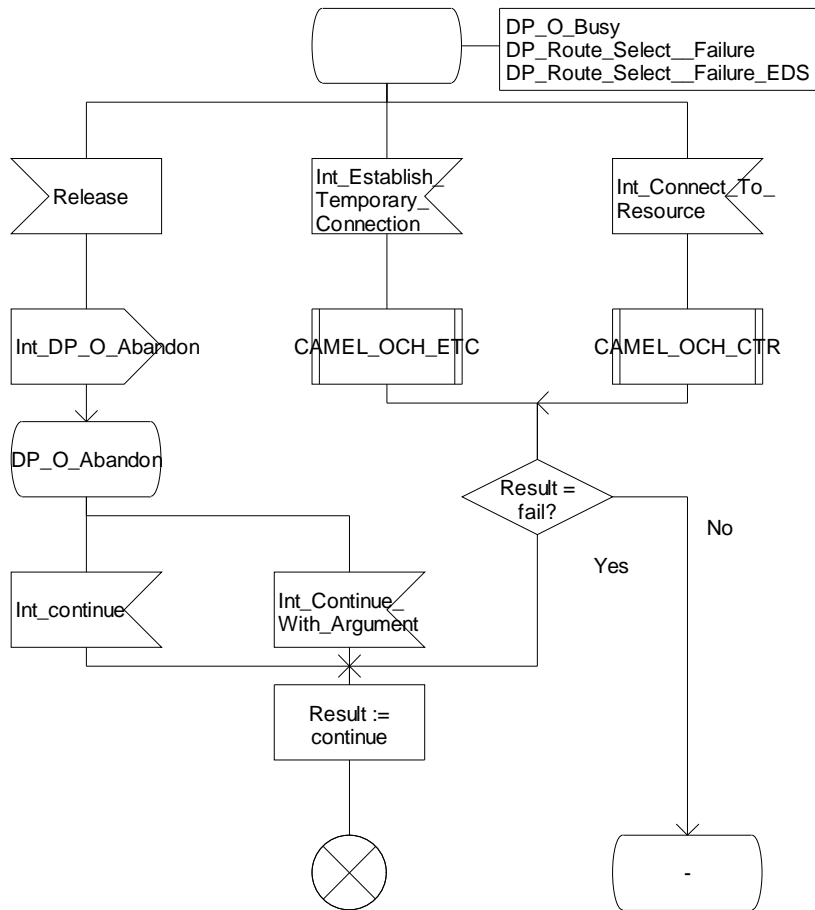 DP_O_Busy
DP_Route_Select__Failure
DP_Route_Select__Failure_EDS
Release
Int_Establish_
Temporary_
Connection
Int_Connect_To_
Resource
Int_DP_O_Abandon
CAMEL_OCH_ETC
CAMEL_OCH_CTR
DP_O_Abandon
Result =
fail?
No
Yes
Int_continue
Int_Continue_
With_Argument
Result :=
continue
-